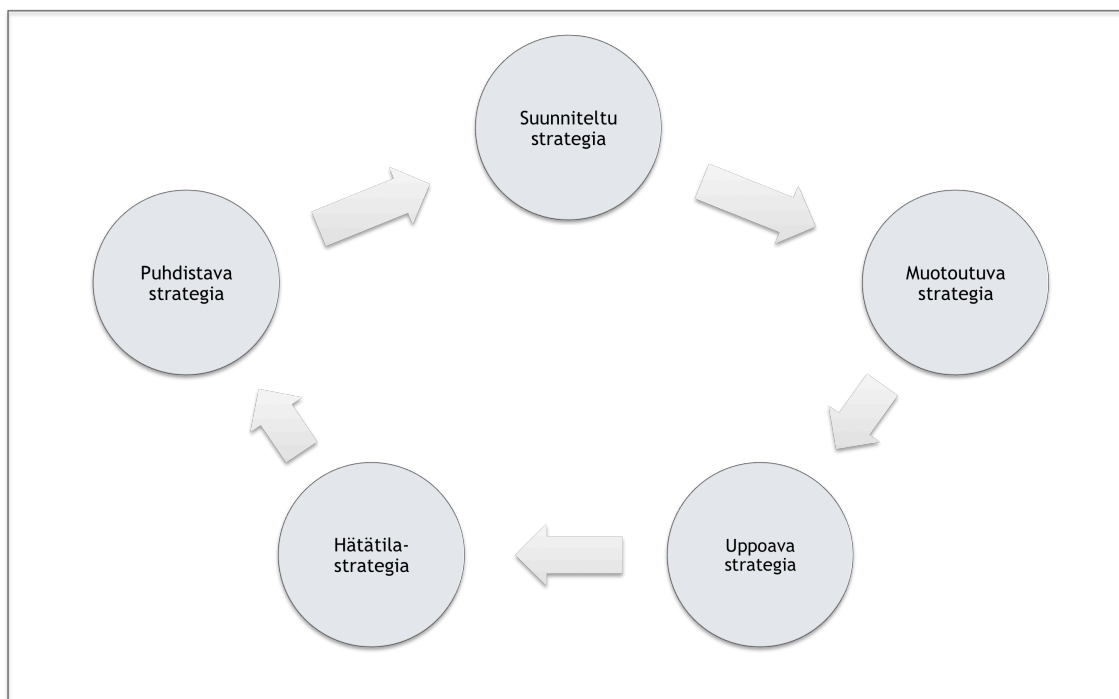 Suunniteltu
strategia
Muotoutuva
strategia
Uppoava
strategia
Hätätila-
strategia
Puhdistava
strategia